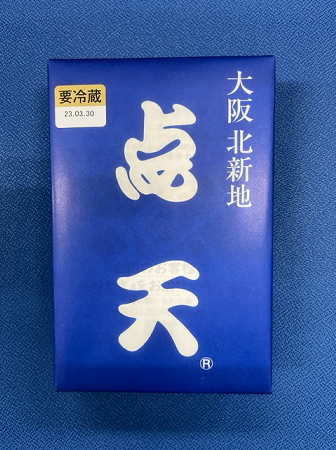 要冷蔵
23.03.30
大阪 北新地
点天
®